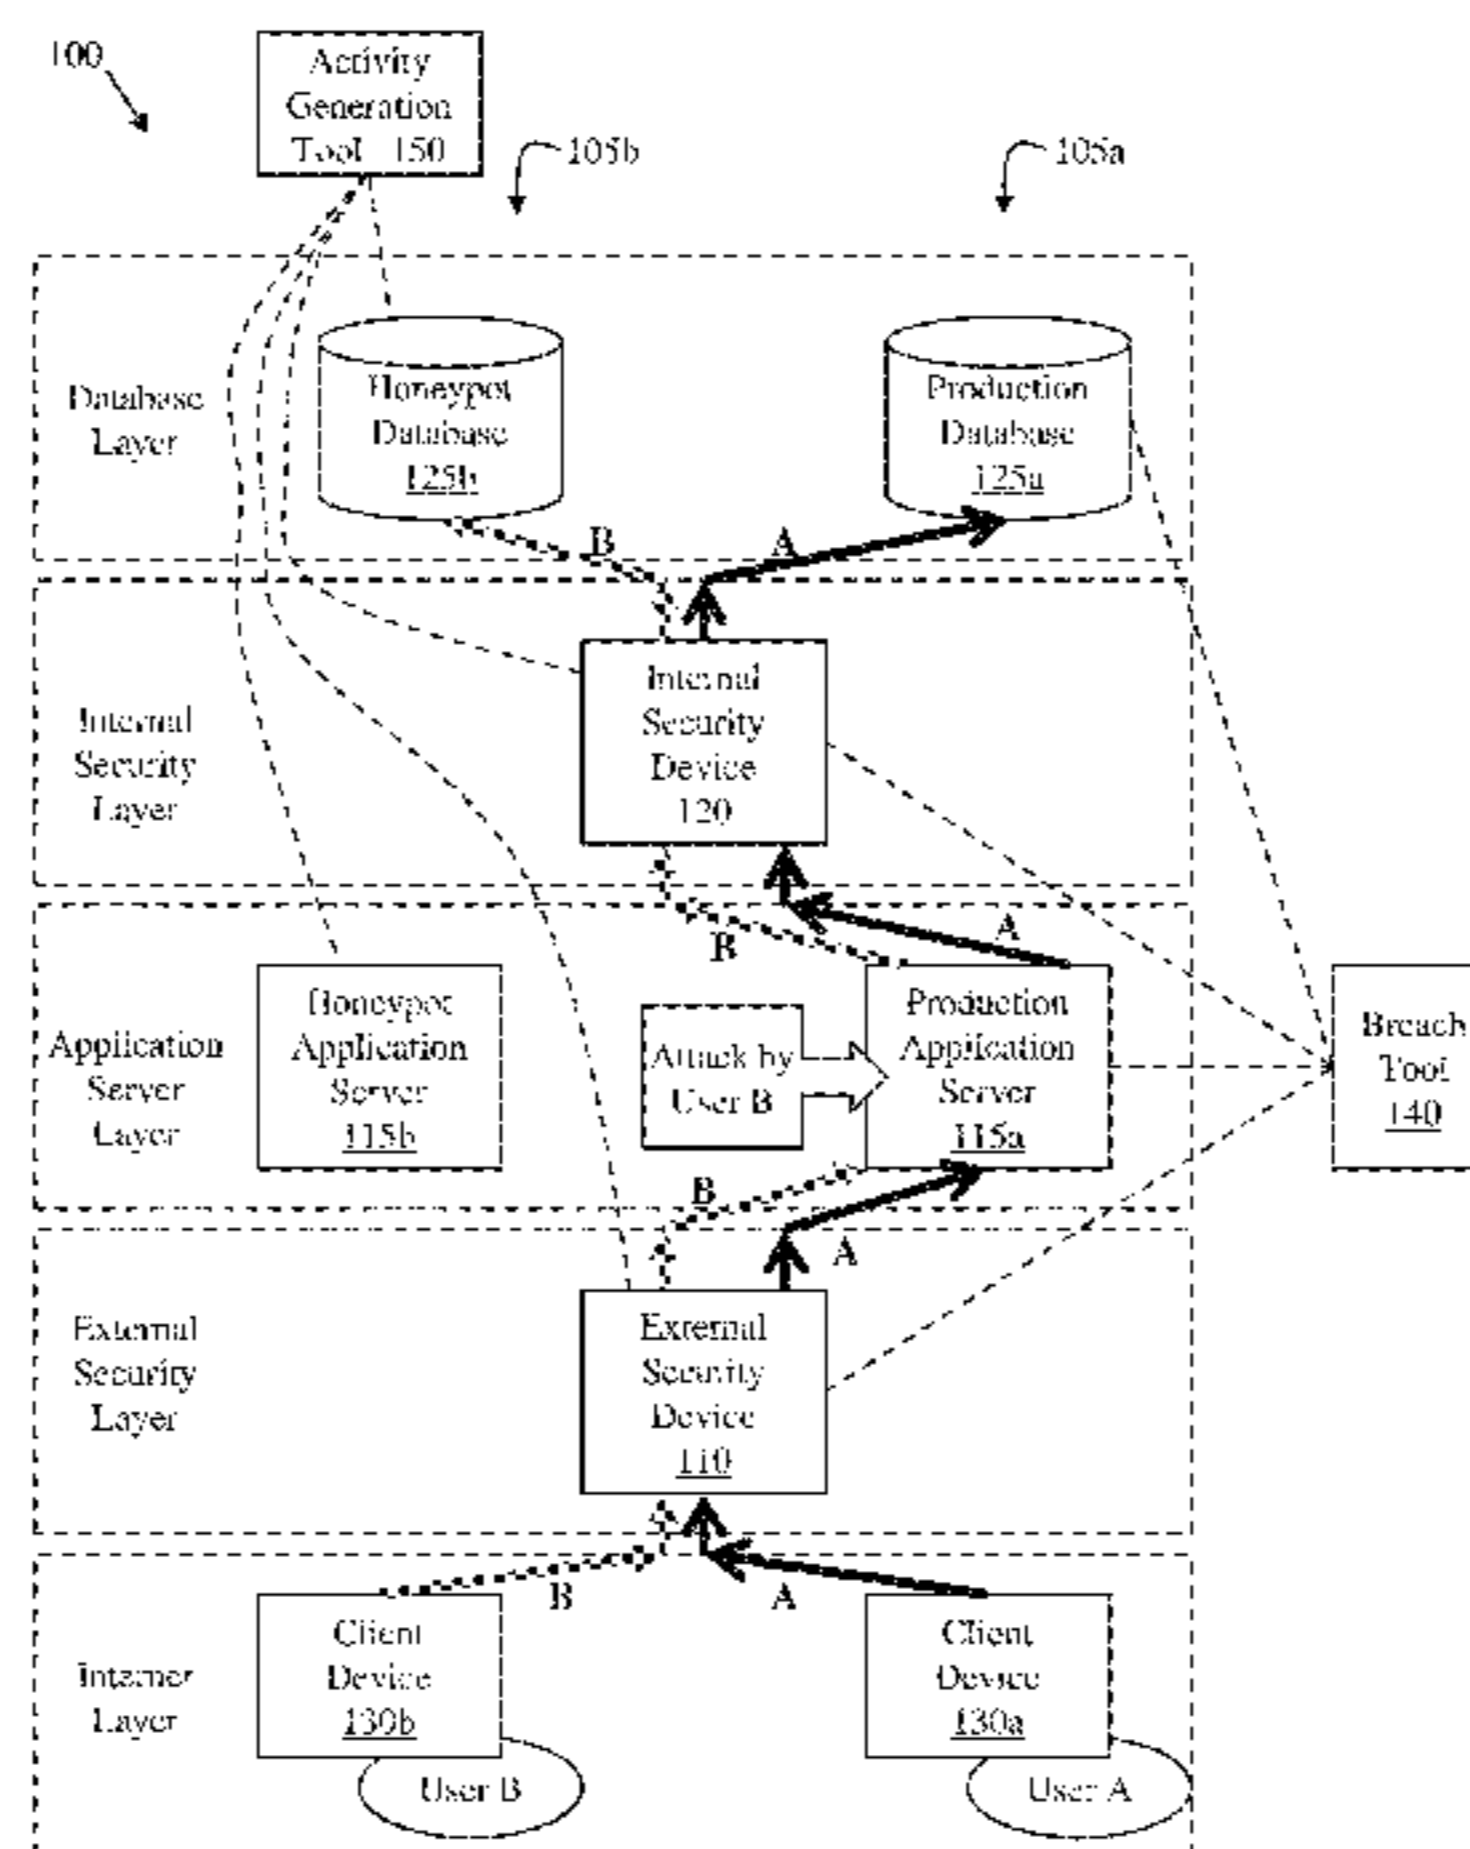 100
Activity
Generation
Tool 150
105b
105a
Database
Layer
Honeypot
Database
125b
Production
Database
125a
B
A
Internal
Security
Layer
Internal
Security
Device
120
B
A
Application
Server
Layer
Honeypot
Application
Server
115b
Attack by
User B
Production
Application
Server
115a
Breach
Tool
140
B
A
External
Security
Layer
External
Security
Device
110
B
A
Internet
Layer
Client
Device
130b
User B
Client
Device
130a
User A